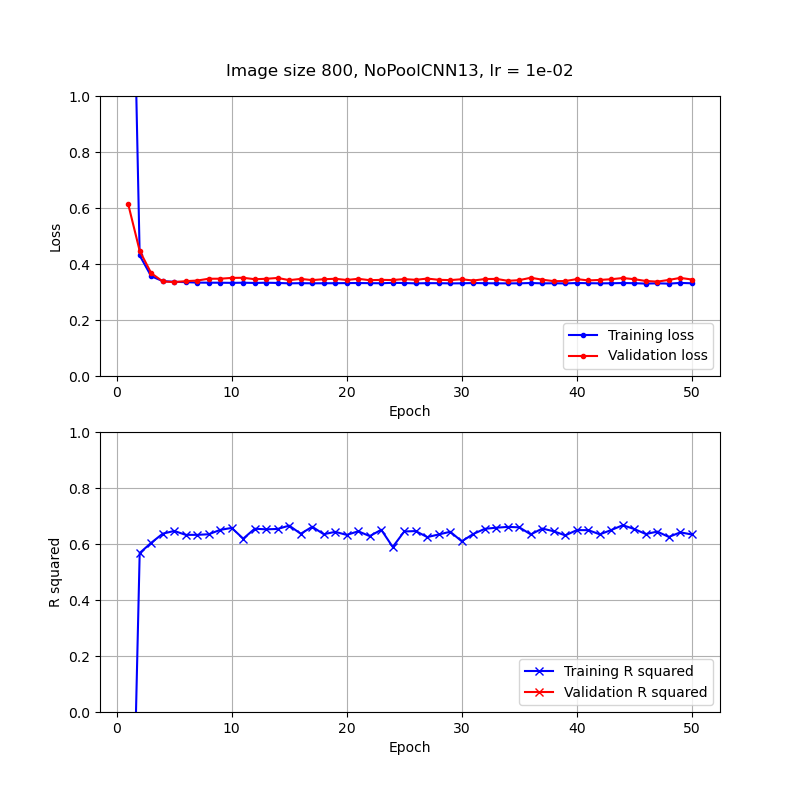 Image size 800, NoPoolCNN13, lr = 1e-02
1.0
0.8
0.6
0.4
0.2
0.0
Loss
Training loss
Validation loss
0 10 20 30 40 50
Epoch
1.0
0.8
0.6
0.4
0.2
0.0
R squared
Training R squared
Validation R squared
0 10 20 30 40 50
Epoch